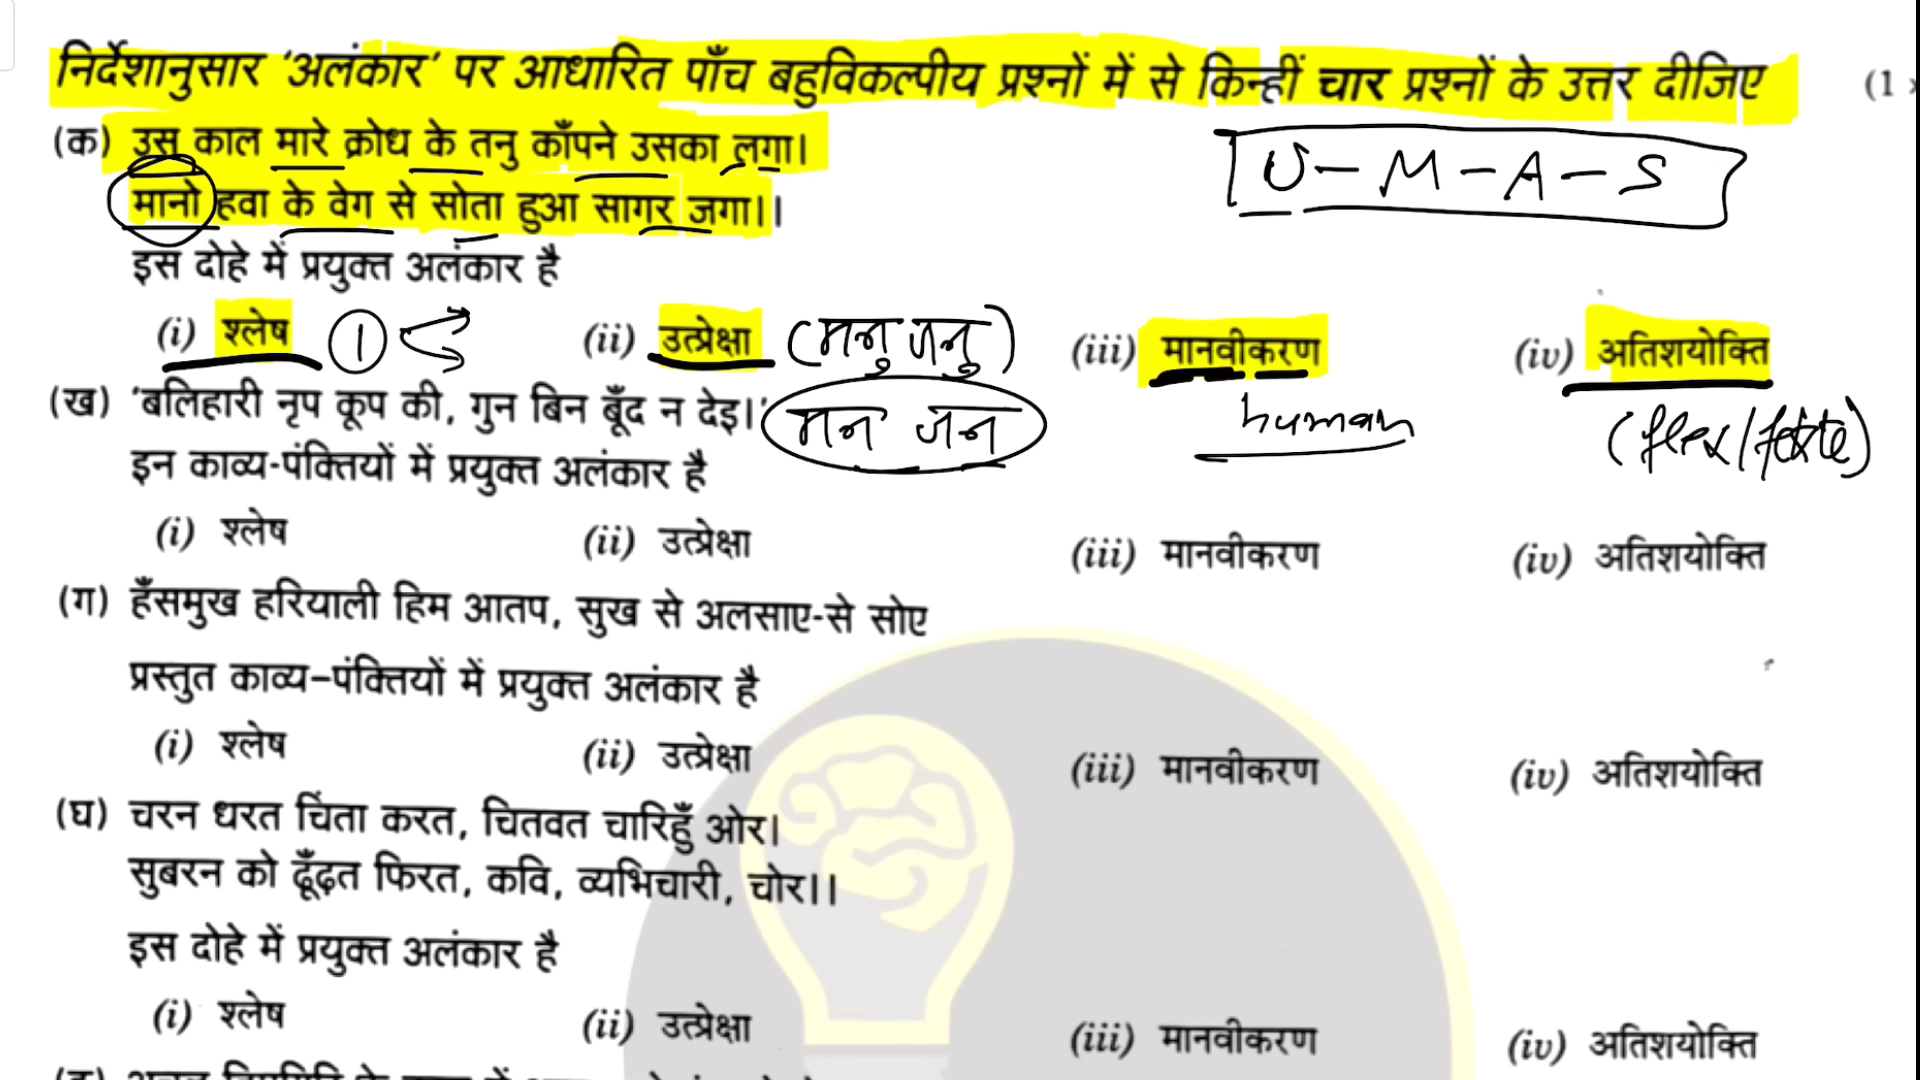 निर्देशानुसार 'अलंकार' पर आधारित पाँच बहुविकल्पीय प्रश्नों में से किन्हीं चार प्रश्नों के उत्तर दीजिए (1
(क) उस काल मारे क्रोध के तनु काँपने उसका लगा।
U-M-A-S
मानो हवा के वेग से सोता हुआ सागर जगा।।
इस दोहे में प्रयुक्त अलंकार है
(i) श्लेष ① (ii) उत्प्रेक्षा (मनु जनु) (iii) मानवीकरण (iv) अतिशयोक्ति
(ख) 'बलिहारी नृप कूप की, गुन बिन बूँद न देइ।' मन जन human
इन काव्य-पंक्तियों में प्रयुक्त अलंकार है
(i) श्लेष (ii) उत्प्रेक्षा (iii) मानवीकरण (iv) अतिशयोक्ति
(ग) हँसमुख हरियाली हिम आतप, सुख से अलसाए-से सोए
प्रस्तुत काव्य-पंक्तियों में प्रयुक्त अलंकार है
(i) श्लेष (ii) उत्प्रेक्षा (iii) मानवीकरण (iv) अतिशयोक्ति
(घ) चरन धरत चिंता करत, चितवत चारिहुँ ओर।
सुबरन को ढूँढ़त फिरत, कवि, व्यभिचारी, चोर।।
इस दोहे में प्रयुक्त अलंकार है
(i) श्लेष (ii) उत्प्रेक्षा (iii) मानवीकरण (iv) अतिशयोक्ति